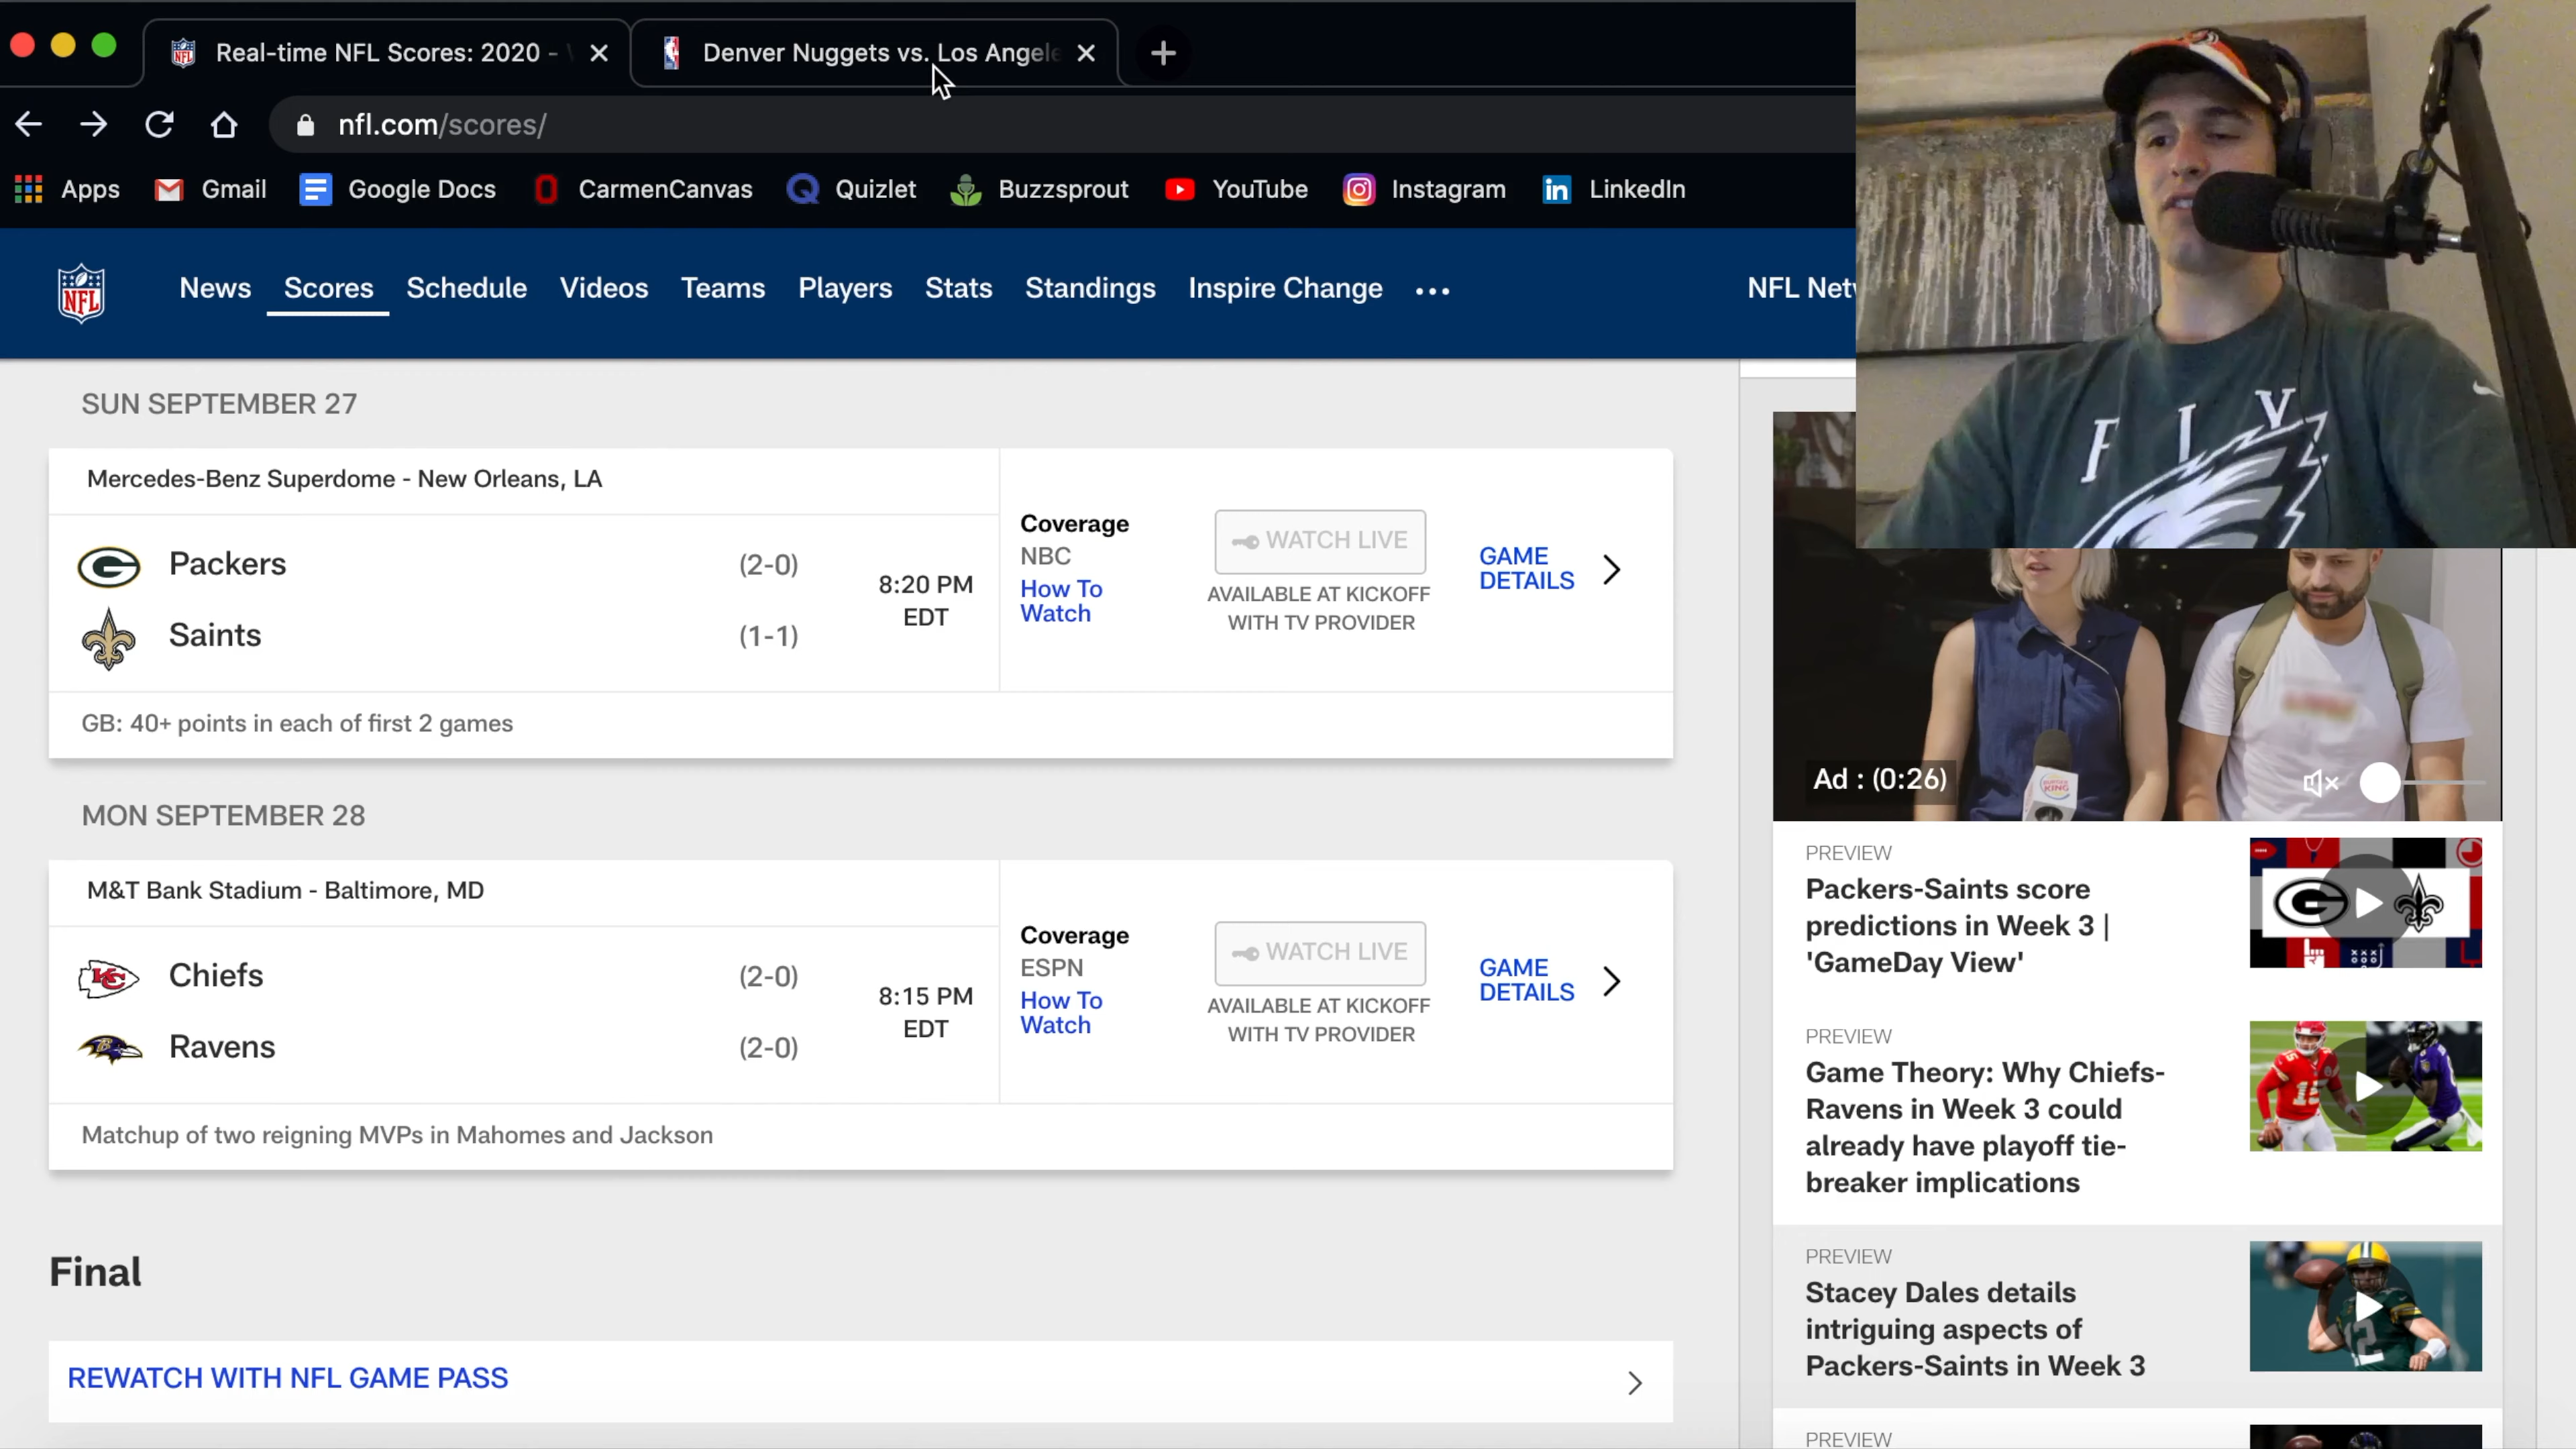 Real-time NFL Scores: 2020 -
Denver Nuggets vs. Los Angele
nfl.com/scores/
Apps Gmail Google Docs CarmenCanvas Quizlet Buzzsprout YouTube Instagram LinkedIn
NFL News Scores Schedule Videos Teams Players Stats Standings Inspire Change ... NFL Netw
FLY
SUN SEPTEMBER 27
Mercedes-Benz Superdome - New Orleans, LA
Packers (2-0)
Saints (1-1)
8:20 PM
EDT
Coverage
NBC
How To
Watch
WATCH LIVE
AVAILABLE AT KICKOFF
WITH TV PROVIDER
GAME
DETAILS
GB: 40+ points in each of first 2 games
MON SEPTEMBER 28
M&T Bank Stadium - Baltimore, MD
Chiefs (2-0)
Ravens (2-0)
8:15 PM
EDT
Coverage
ESPN
How To
Watch
WATCH LIVE
AVAILABLE AT KICKOFF
WITH TV PROVIDER
GAME
DETAILS
Matchup of two reigning MVPs in Mahomes and Jackson
Final
REWATCH WITH NFL GAME PASS
Ad : (0:26)
BURGER
KING
PREVIEW
Packers-Saints score
predictions in Week 3 |
'GameDay View'
PREVIEW
Game Theory: Why Chiefs-
Ravens in Week 3 could
already have playoff tie-
breaker implications
15
PREVIEW
Stacey Dales details
intriguing aspects of
Packers-Saints in Week 3
12
PREVIEW